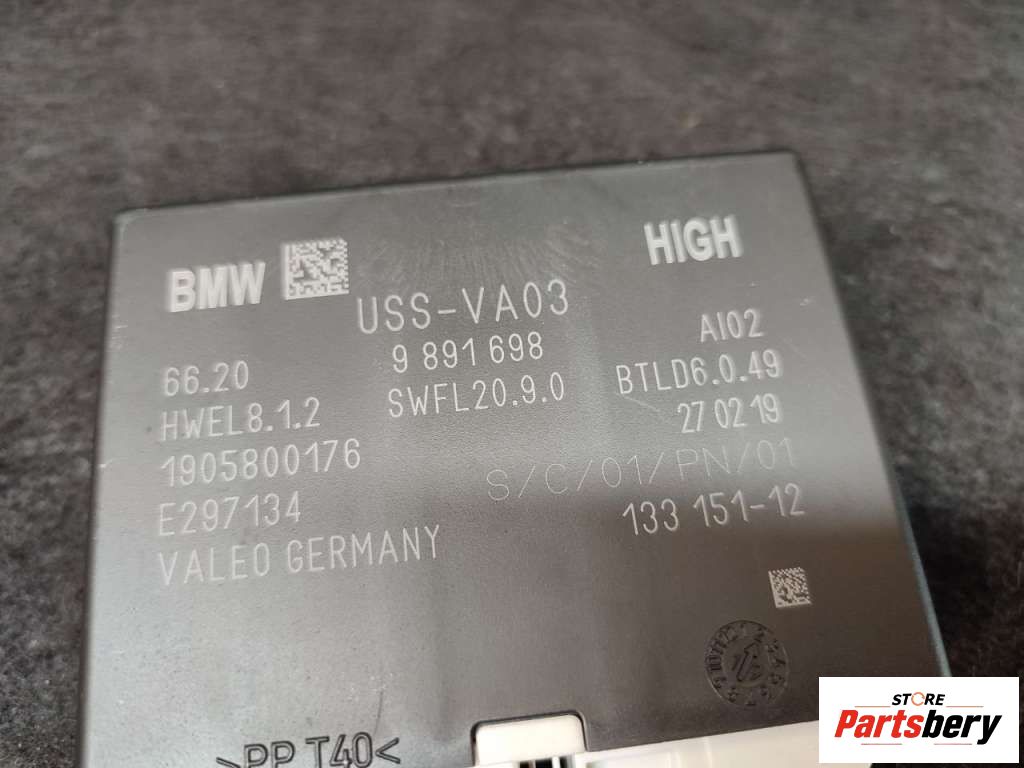 BMW
HIGH
USS-VA03
9 891 698
SWFL20.9.0
66.20
HWEL8.1.2
1905800176
E297134
VALEO GERMANY
AI02
BTLD6.0.49
27 02 19
S/C/01/PN/01
133 151-12
>PP T40<
STORE
Partsbery